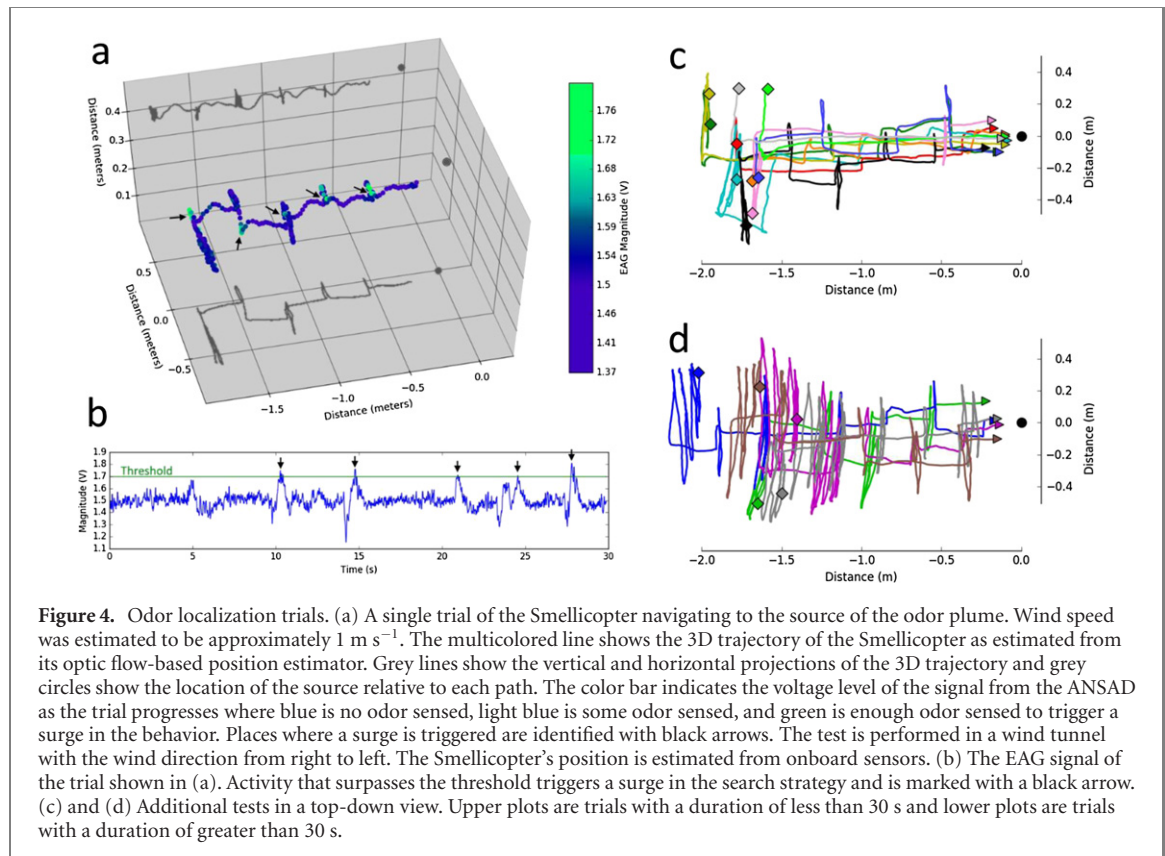 a
Distance (meters)
0.4
0.3
0.2
0.1
0.5
0.0
−0.5
Distance (meters)
−1.5
−1.0
−0.5
0.0
Distance (meters)
1.76
1.72
1.67
1.63
1.59
1.54
1.5
1.46
1.41
1.37
EAG Magnitude (V)
b
Magnitude (V)
1.9
1.8
1.7
1.6
1.5
1.4
1.3
1.2
1.1
Threshold
0 5 10 15 20 25 30
Time (s)
c
0.4
0.2
0.0
−0.2
−0.4
Distance (m)
−2.0 −1.5 −1.0 −0.5 0.0
Distance (m)
d
0.4
0.2
0.0
−0.2
−0.4
Distance (m)
−2.0 −1.5 −1.0 −0.5 0.0
Distance (m)
Figure 4. Odor localization trials. (a) A single trial of the Smellicopter navigating to the source of the odor plume. Wind speed
was estimated to be approximately 1 m s⁻¹. The multicolored line shows the 3D trajectory of the Smellicopter as estimated from
its optic flow-based position estimator. Grey lines show the vertical and horizontal projections of the 3D trajectory and grey
circles show the location of the source relative to each path. The color bar indicates the voltage level of the signal from the ANSAD
as the trial progresses where blue is no odor sensed, light blue is some odor sensed, and green is enough odor sensed to trigger a
surge in the behavior. Places where a surge is triggered are identified with black arrows. The test is performed in a wind tunnel
with the wind direction from right to left. The Smellicopter's position is estimated from onboard sensors. (b) The EAG signal of
the trial shown in (a). Activity that surpasses the threshold triggers a surge in the search strategy and is marked with a black arrow.
(c) and (d) Additional tests in a top-down view. Upper plots are trials with a duration of less than 30 s and lower plots are trials
with a duration of greater than 30 s.